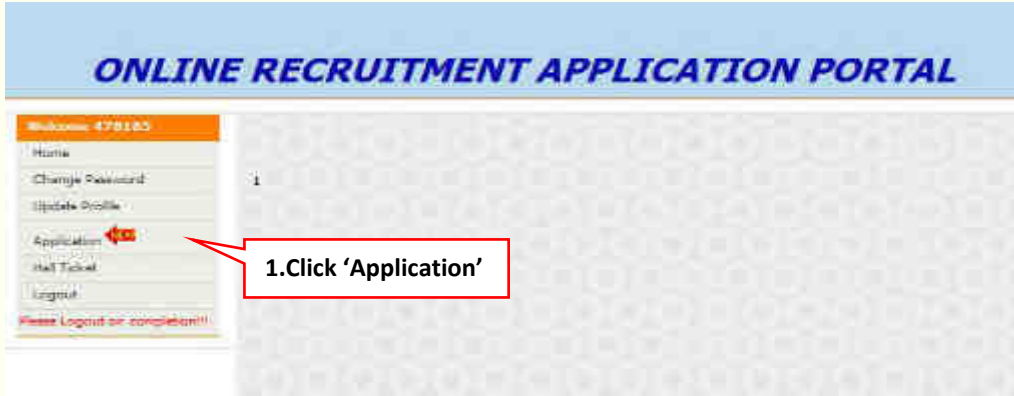 ONLINE RECRUITMENT APPLICATION PORTAL
Welcome 478185
Home
Change Password
1
Update Profile
Application
1.Click ‘Application’
Hall Ticket
Logout
Please Logout on completion!!!